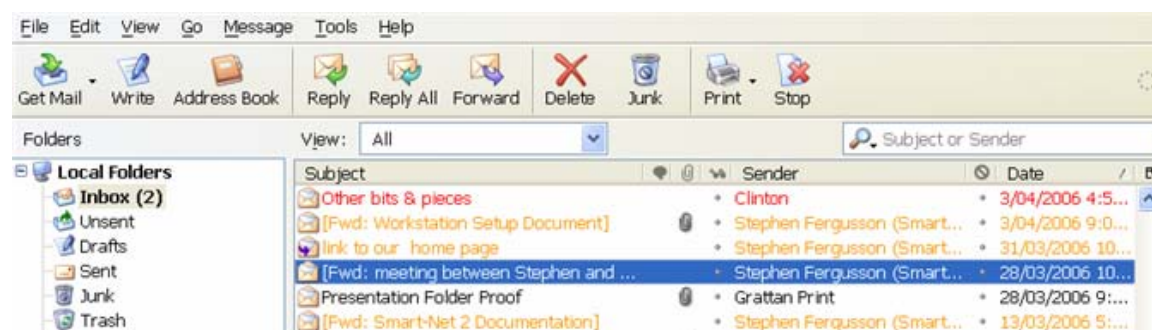 File Edit View Go Message Tools Help
Get Mail Write Address Book Reply Reply All Forward Delete Junk Print Stop
Folders View: All Subject or Sender
Local Folders Subject Sender Date
Inbox (2) Other bits & pieces Clinton 3/04/2006 4:5...
Unsent [Fwd: Workstation Setup Document] Stephen Fergusson (Smart... 3/04/2006 9:0...
Drafts link to our home page Stephen Fergusson (Smart... 31/03/2006 10...
Sent [Fwd: meeting between Stephen and ... Stephen Fergusson (Smart... 28/03/2006 10...
Junk Presentation Folder Proof Grattan Print 28/03/2006 9:...
Trash [Fwd: Smart-Net 2 Documentation] Stephen Fergusson (Smart... 13/03/2006 5:...